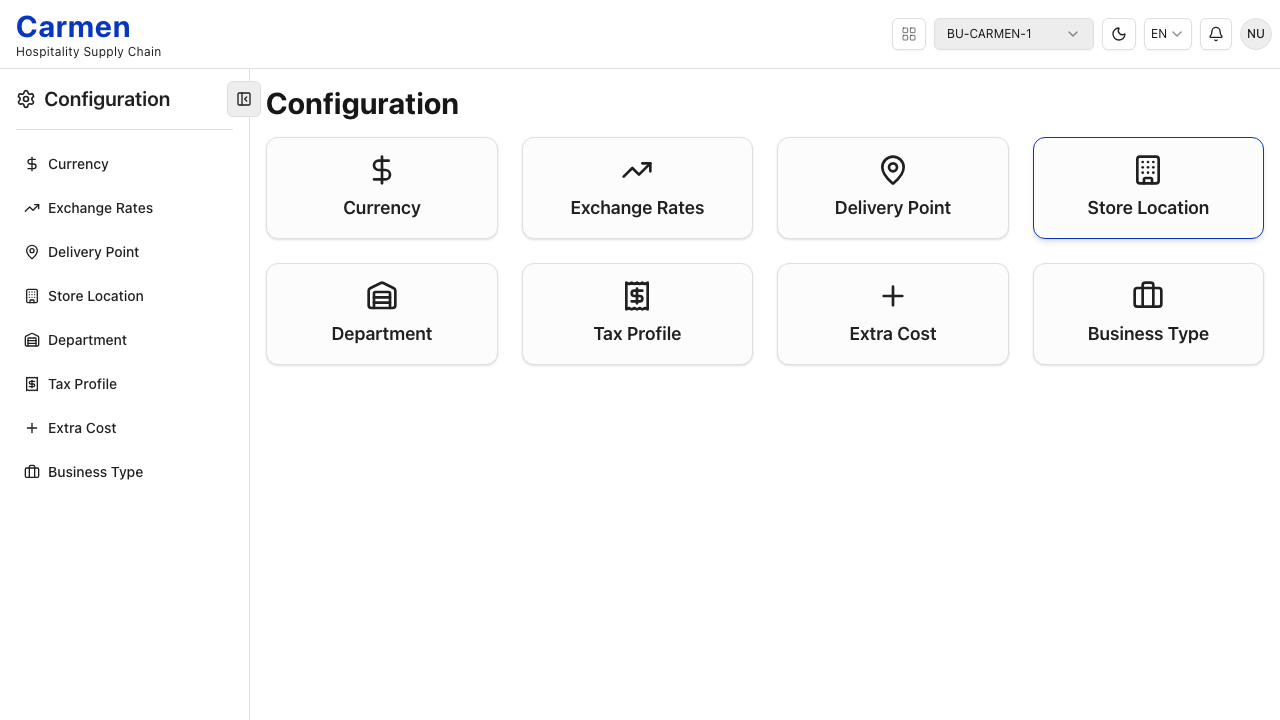 Carmen
Hospitality Supply Chain
BU-CARMEN-1
EN
NU
Configuration
Currency
Exchange Rates
Delivery Point
Store Location
Department
Tax Profile
Extra Cost
Business Type
Configuration
Currency
Exchange Rates
Delivery Point
Store Location
Department
Tax Profile
Extra Cost
Business Type